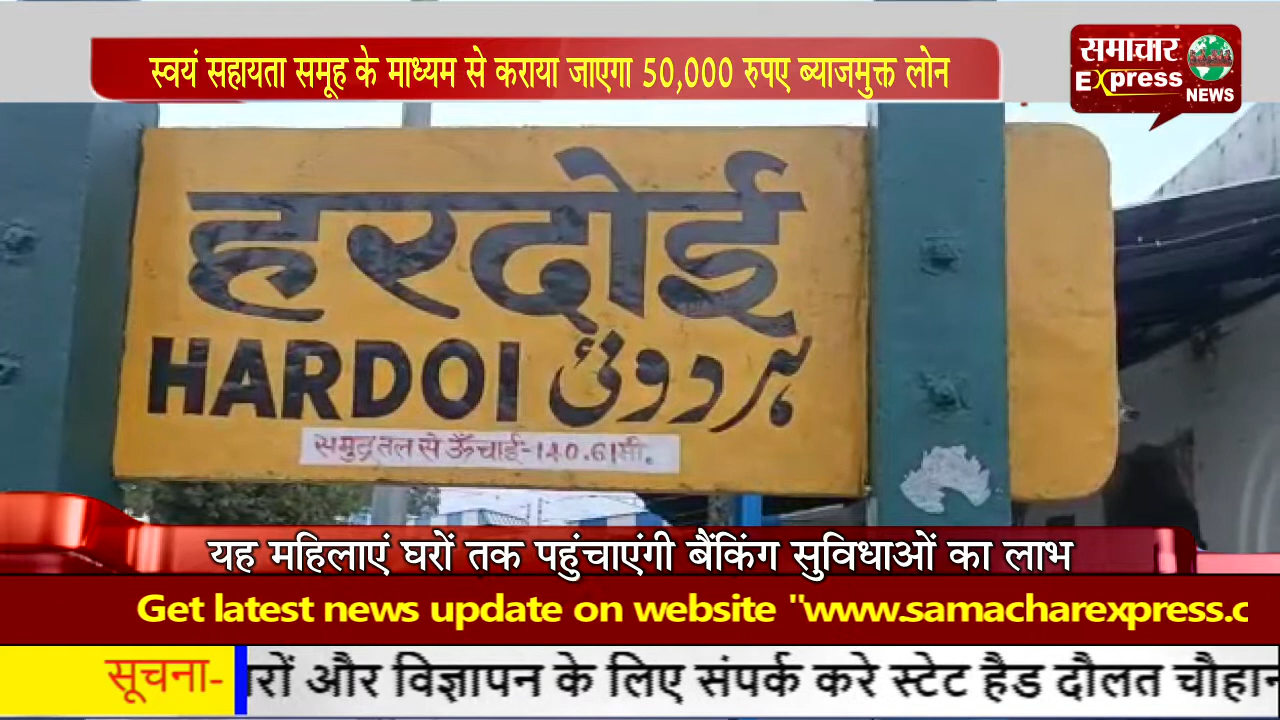 स्वयं सहायता समूह के माध्यम से कराया जाएगा 50,000 रुपए ब्याजमुक्त लोन
समाचार
Express
NEWS
हरदोई
HARDOI ہردوئ
समुद्र तल से ऊँचाई-140.61मी.
यह महिलाएं घरों तक पहुंचाएंगी बैंकिंग सुविधाओं का लाभ
Get latest news update on website "www.samacharexpress.c
सूचना- रों और विज्ञापन के लिए संपर्क करे स्टेट हैड दौलत चौहान